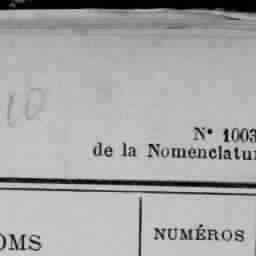 10
N° 1003
de la Nomenclatur
OMS
NUMÉROS